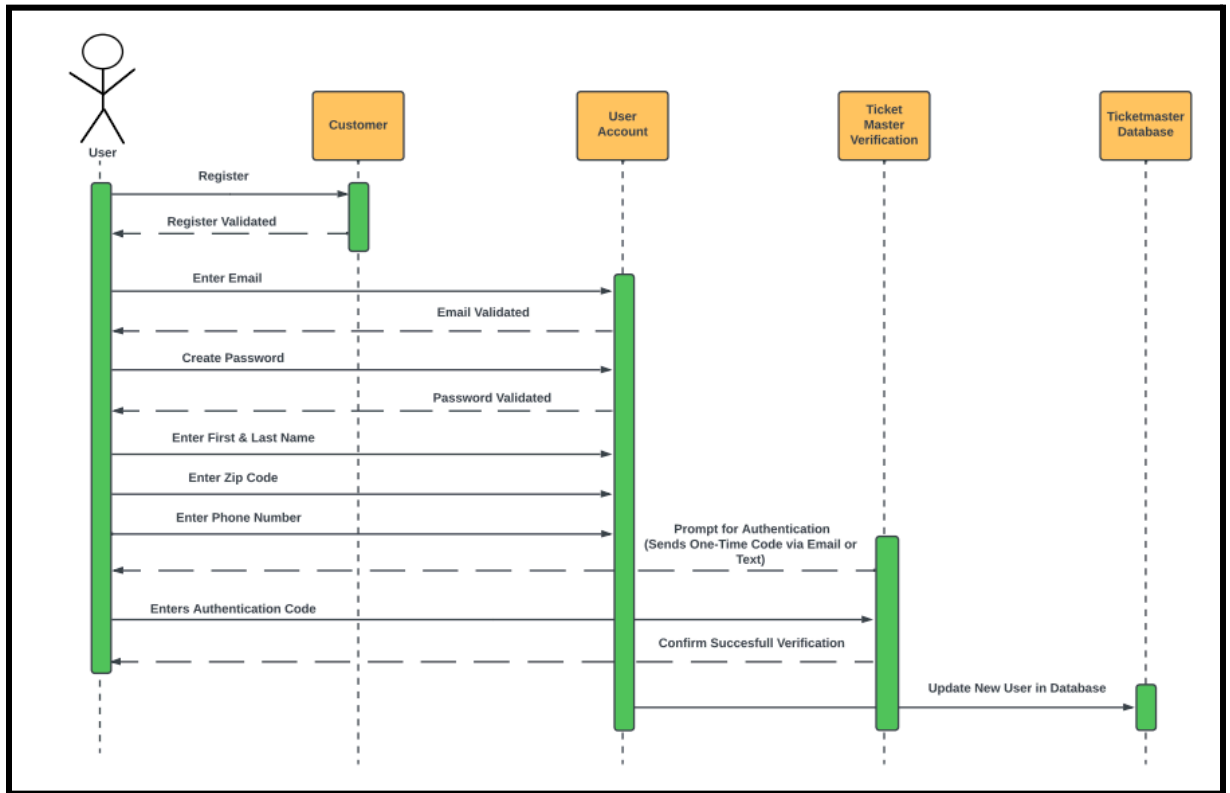 User
Customer
User
Account
Ticket
Master
Verification
Ticketmaster
Database
Register
Register Validated
Enter Email
Email Validated
Create Password
Password Validated
Enter First & Last Name
Enter Zip Code
Enter Phone Number
Prompt for Authentication
(Sends One-Time Code via Email or
Text)
Enters Authentication Code
Confirm Succesfull Verification
Update New User in Database